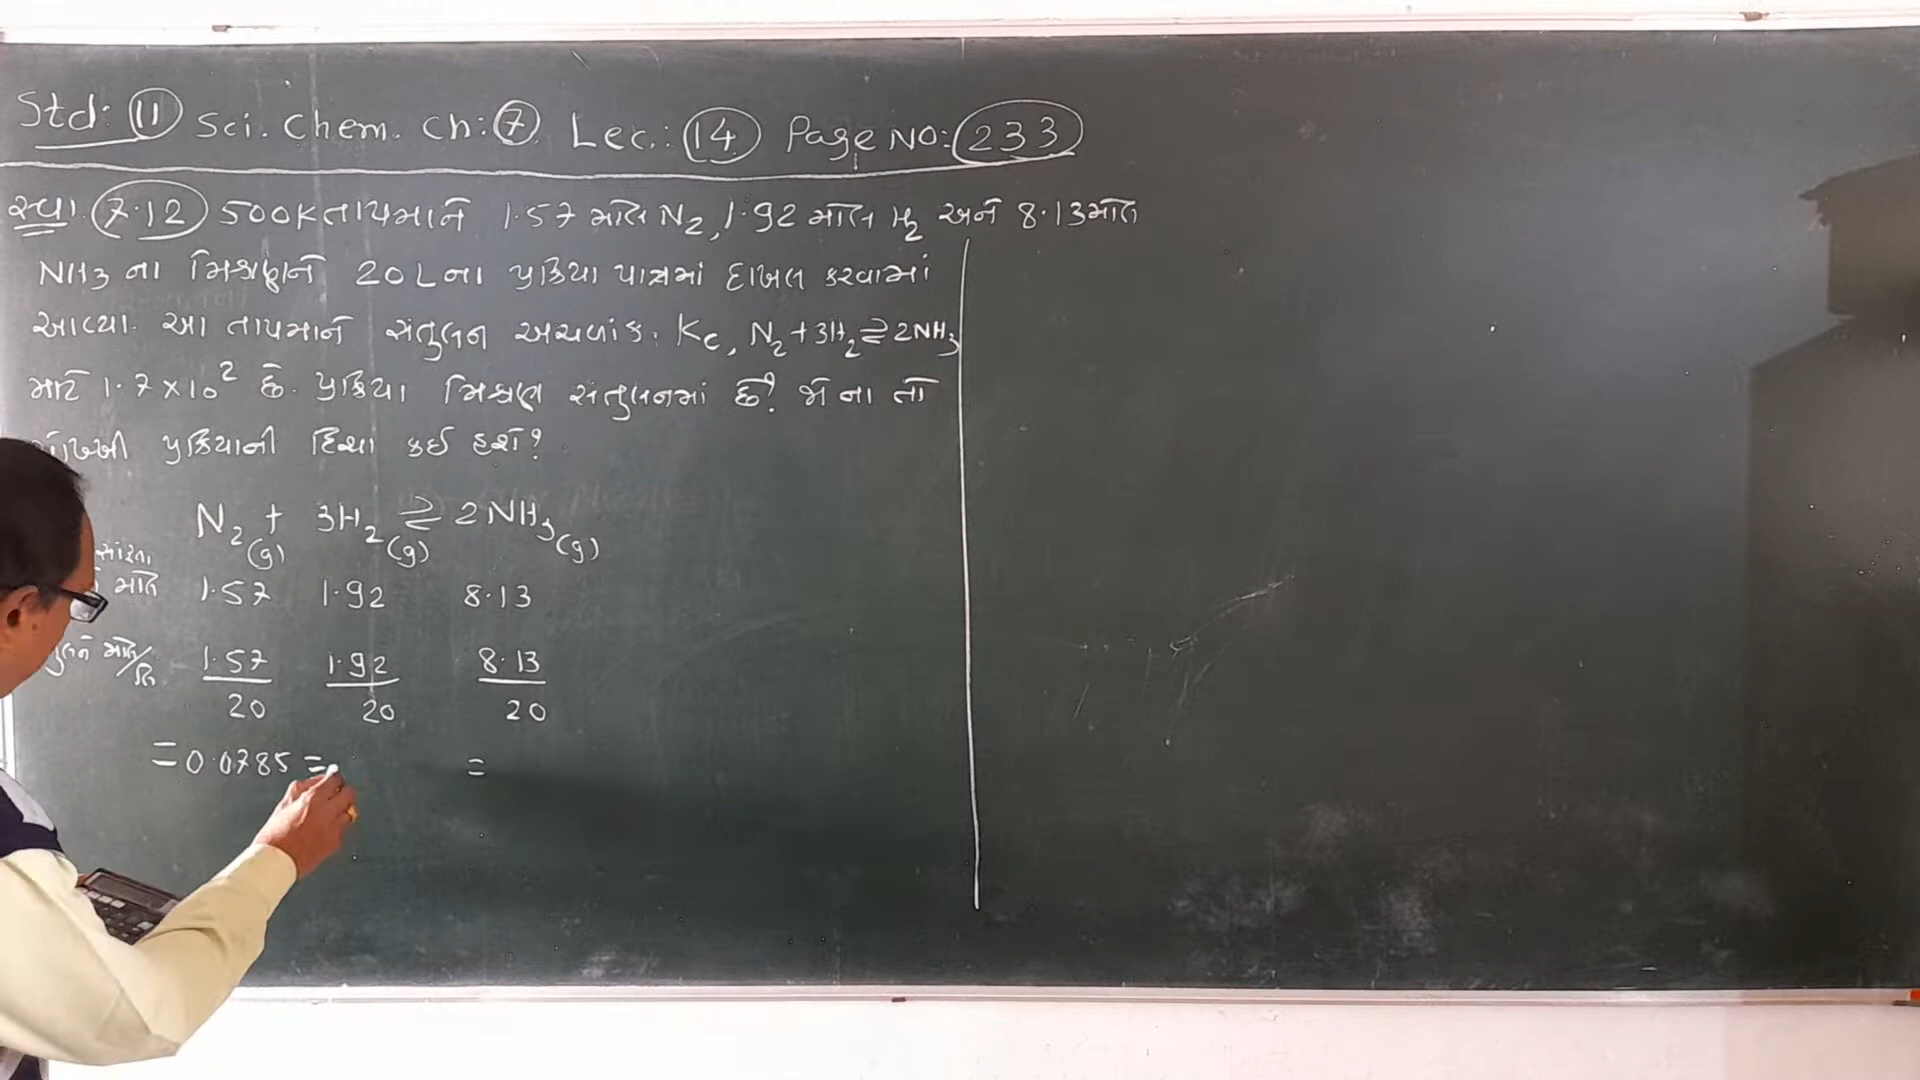 Std: 11 Sci. Chem. Ch: 7 Lec.: 14 Page NO: 233
સ્વા. 7.12 500K તાપમાને 1.57 મોલ N₂, 1.92 મોલ H₂ અને 8.13 મોલ
NH3 ના મિશ્રણને 20 L ના પ્રક્રિયા પાત્રમાં દાખલ કરવામાં
આવ્યા. આ તાપમાને સંતુલન અચળાંક: Kc, N₂ + 3H₂ ⇌ 2NH₃
માટે 1.7 × 10² છે. પ્રક્રિયા મિશ્રણ સંતુલનમાં છે? જો ના તો
પ્રક્રિયાની દિશા કઈ હશે?
N₂(g) + 3H₂(g) ⇌ 2NH₃(g)
મોલ 1.57 1.92 8.13
મોલ/લિ. 1.57/20 1.92/20 8.13/20
= 0.0785 = =